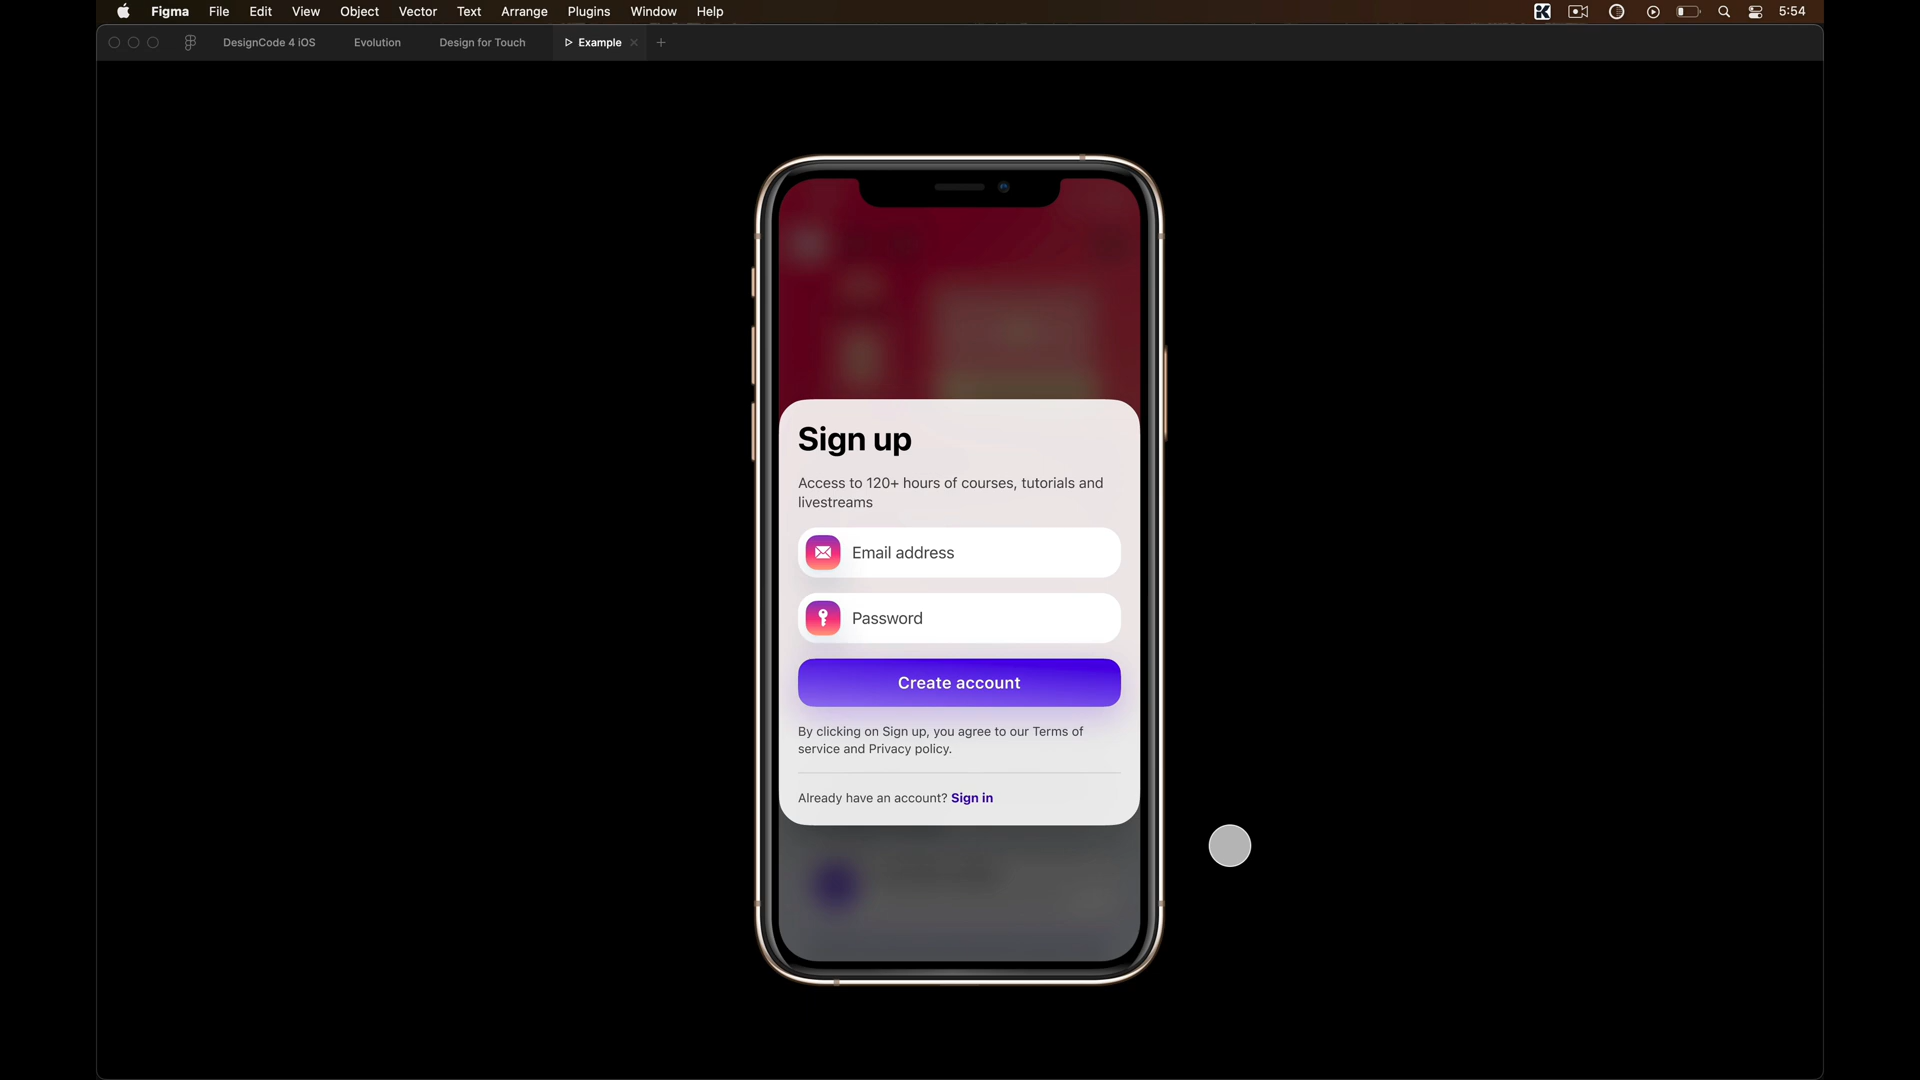 Figma File Edit View Object Vector Text Arrange Plugins Window Help 5:54
DesignCode 4 iOS Evolution Design for Touch Example
Sign up
Access to 120+ hours of courses, tutorials and
livestreams
Email address
Password
Create account
By clicking on Sign up, you agree to our Terms of
service and Privacy policy.
Already have an account? Sign in